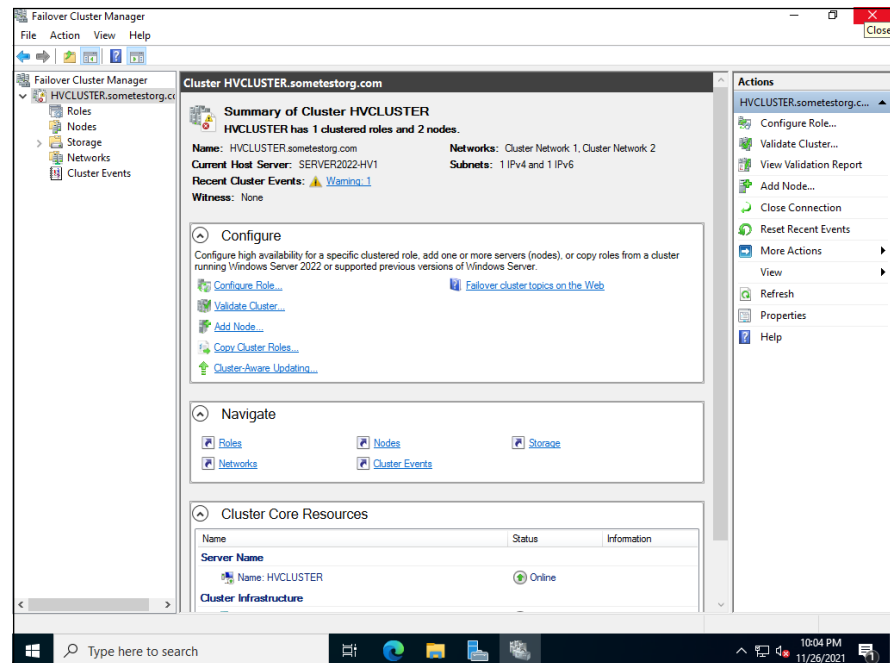 Failover Cluster Manager
File Action View Help
Close
Failover Cluster Manager
HVCLUSTER.sometestorg.co
Roles
Nodes
Storage
Networks
Cluster Events
Cluster HVCLUSTER.sometestorg.com
Summary of Cluster HVCLUSTER
HVCLUSTER has 1 clustered roles and 2 nodes.
Name: HVCLUSTER.sometestorg.com
Networks: Cluster Network 1, Cluster Network 2
Current Host Server: SERVER2022-HV1
Subnets: 1 IPv4 and 1 IPv6
Recent Cluster Events: Warning: 1
Witness: None
Configure
Configure high availability for a specific clustered role, add one or more servers (nodes), or copy roles from a cluster
running Windows Server 2022 or supported previous versions of Windows Server.
Configure Role...
Failover cluster topics on the Web
Validate Cluster...
Add Node...
Copy Cluster Roles...
Cluster-Aware Updating...
Navigate
Roles Nodes Storage
Networks Cluster Events
Cluster Core Resources
Name Status Information
Server Name
Name: HVCLUSTER Online
Cluster Infrastructure
Actions
HVCLUSTER.sometestorg.c...
Configure Role...
Validate Cluster...
View Validation Report
Add Node...
Close Connection
Reset Recent Events
More Actions
View
Refresh
Properties
Help
Type here to search
10:04 PM
11/26/2021
1